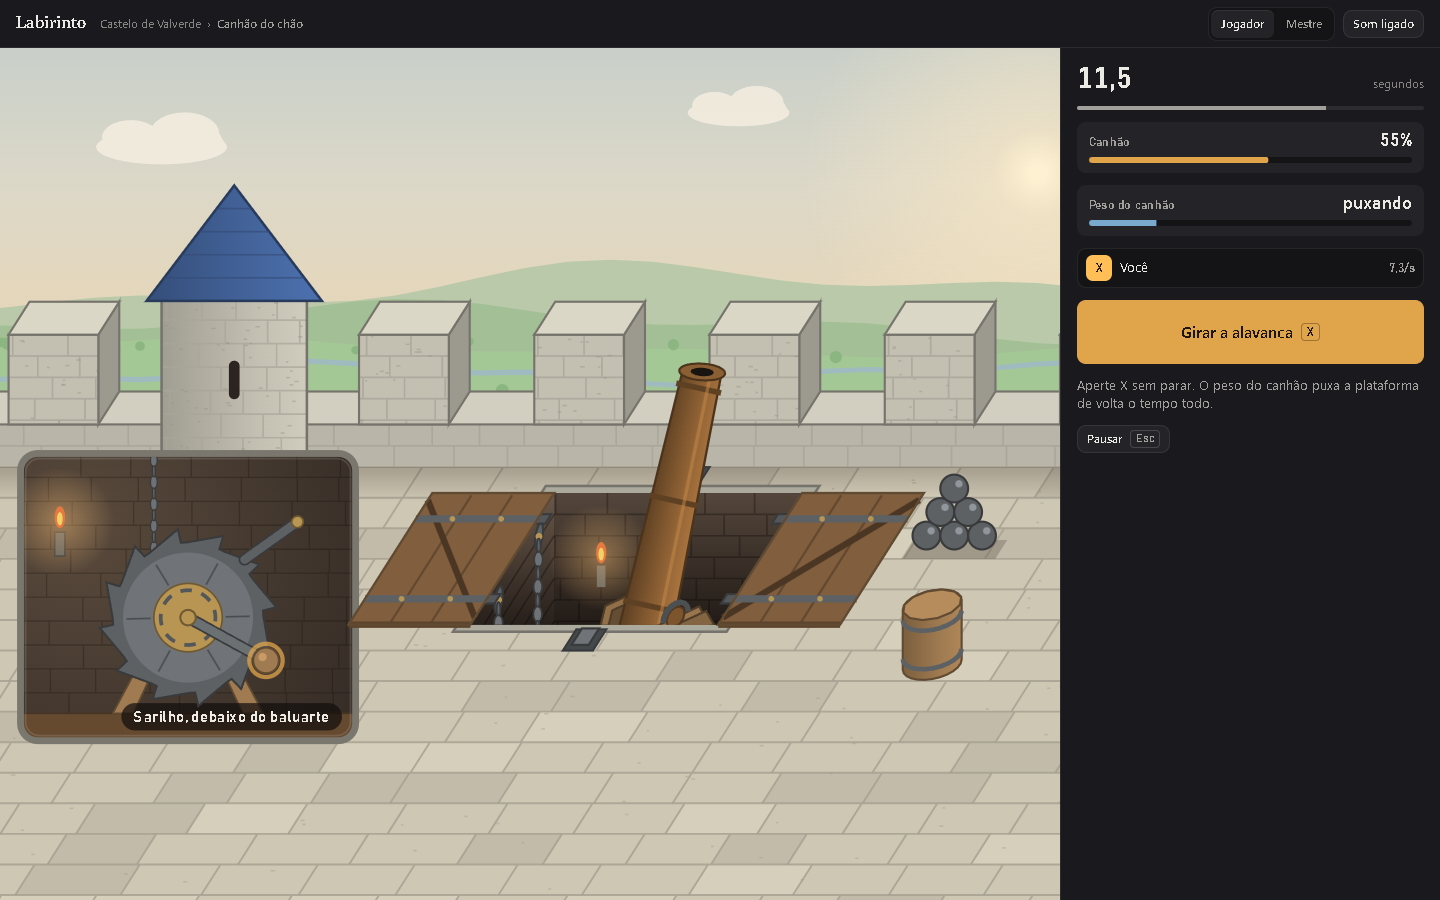 Labirinto Castelo de Valverde › Canhão do chão Jogador Mestre Som ligado
11,5 segundos
Canhão 55%
Peso do canhão puxando
X Você 7,3/s
Girar a alavanca X
Aperte X sem parar. O peso do canhão puxa a plataforma
de volta o tempo todo.
Pausar Esc
Sarilho, debaixo do baluarte